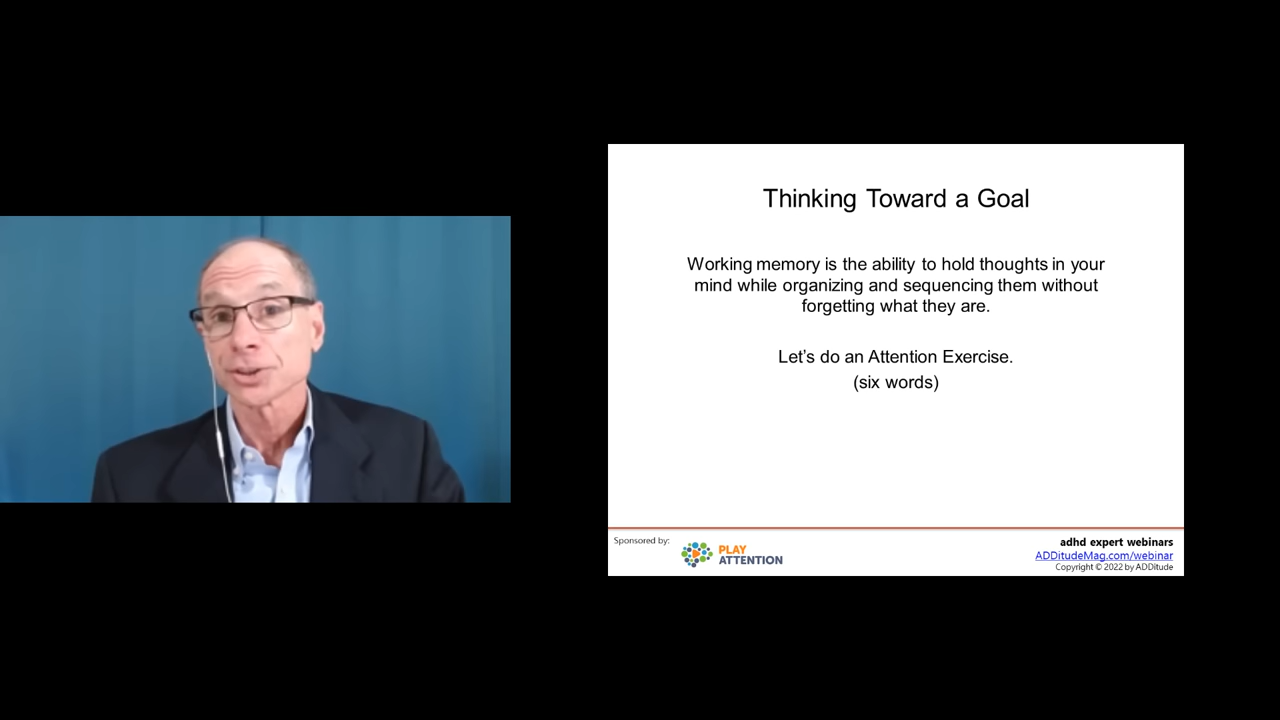 Thinking Toward a Goal
Working memory is the ability to hold thoughts in your
mind while organizing and sequencing them without
forgetting what they are.
Let’s do an Attention Exercise.
(six words)
Sponsored by:
PLAY
ATTENTION
adhd expert webinars
ADDitudeMag.com/webinar
Copyright © 2022 by ADDitude